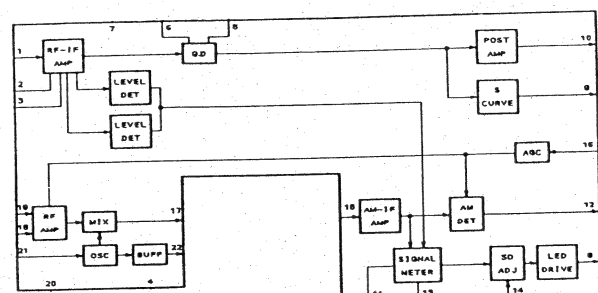 7
6
8
1
RF-IF AMP
Q.D
POST AMP
10
2
3
LEVEL DET
S CURVE
9
LEVEL DET
AGC
16
19
18
RF AMP
MIX
17
15
AM-IF AMP
AM DET
12
21
OSC
BUFF
22
SIGNAL METER
SD ADJ
LED DRIVE
20
4
13
14